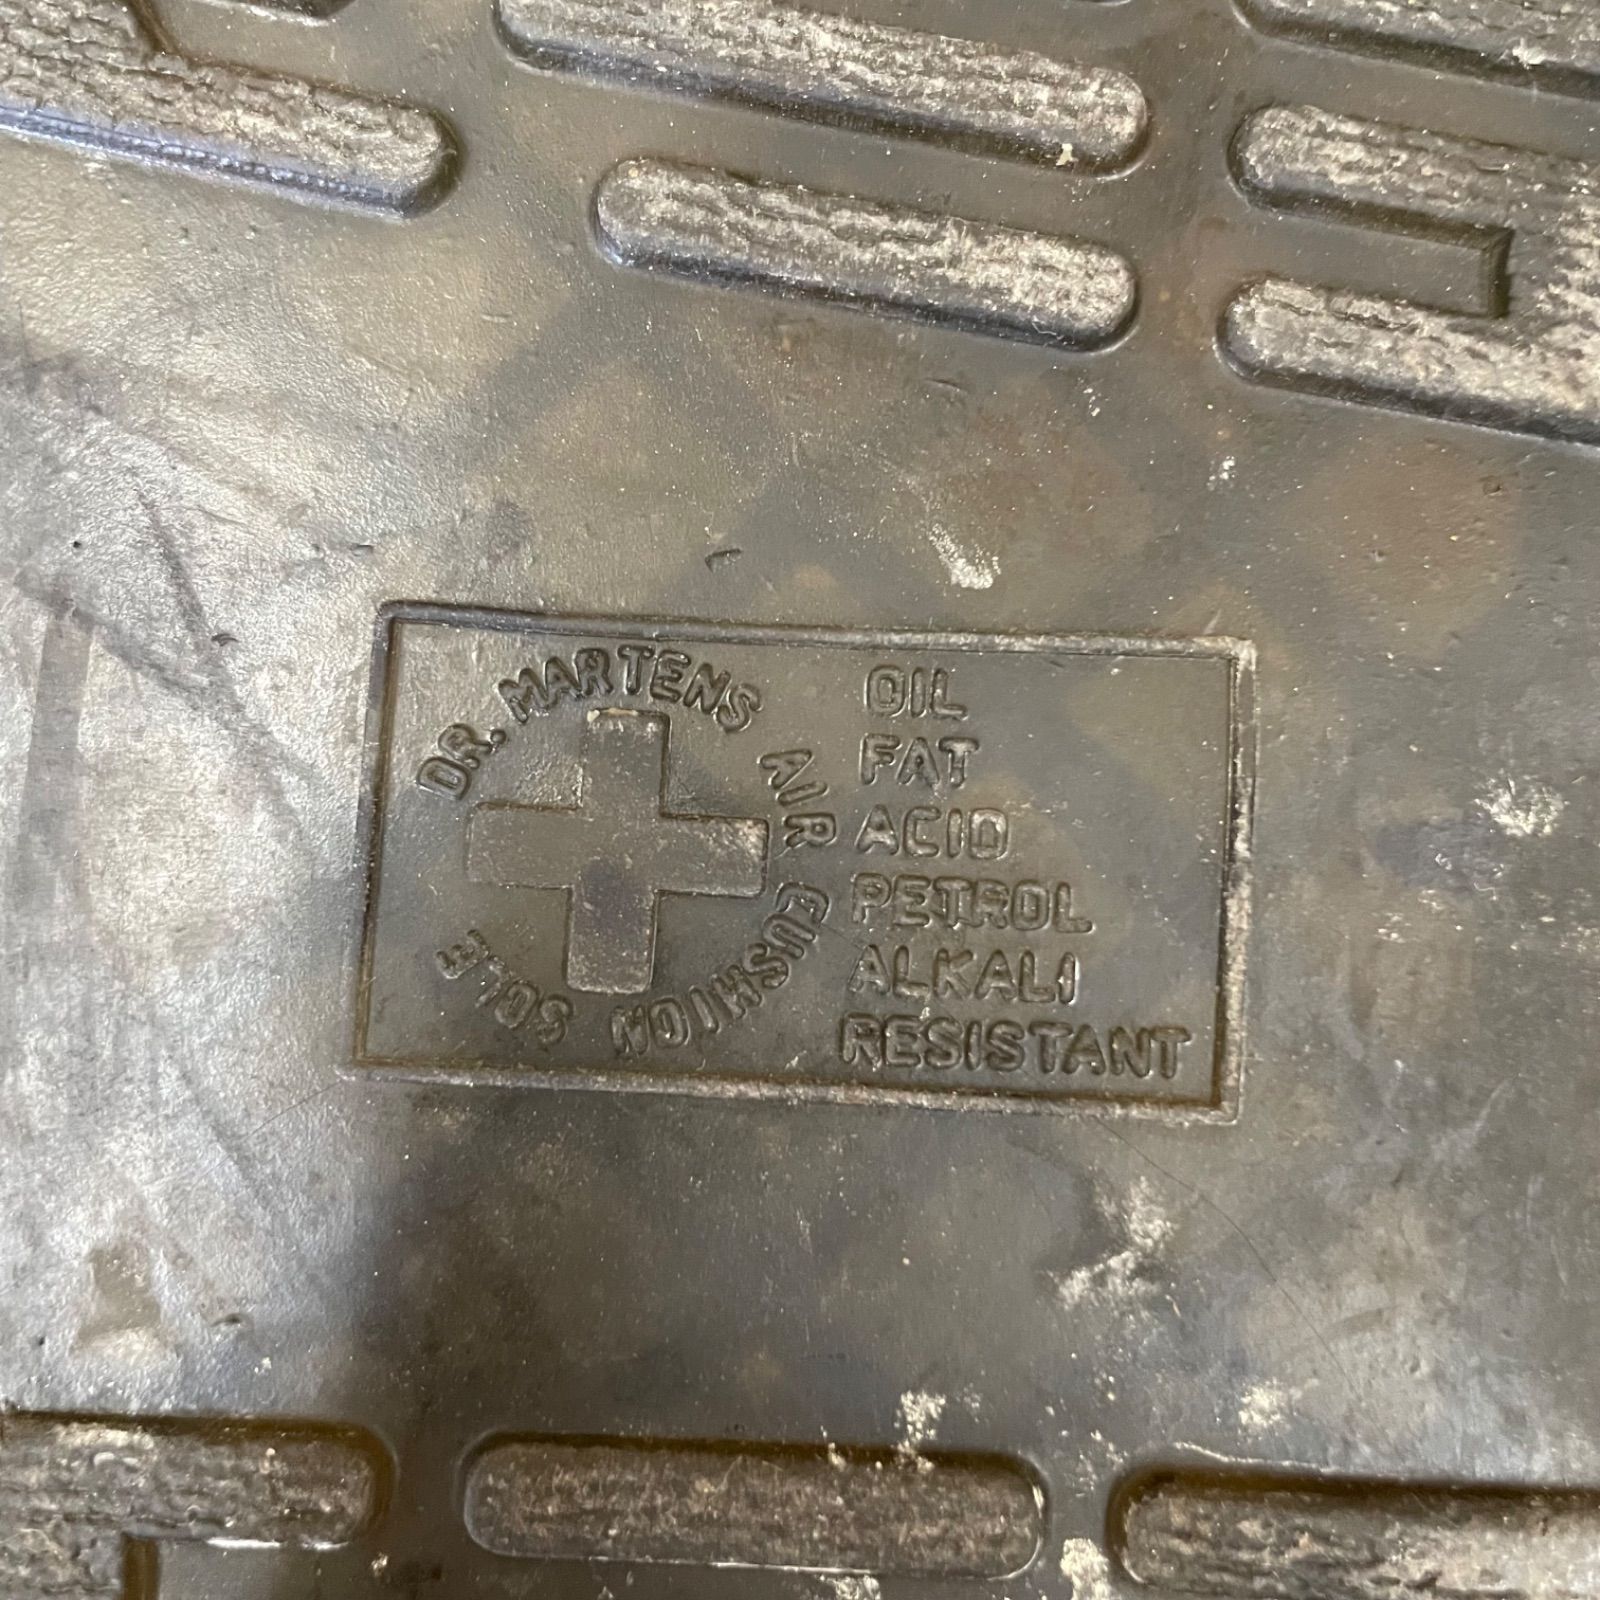 DR. MARTENS AIR CUSHION SOLE
OIL
FAT
ACID
PETROL
ALKALI
RESISTANT